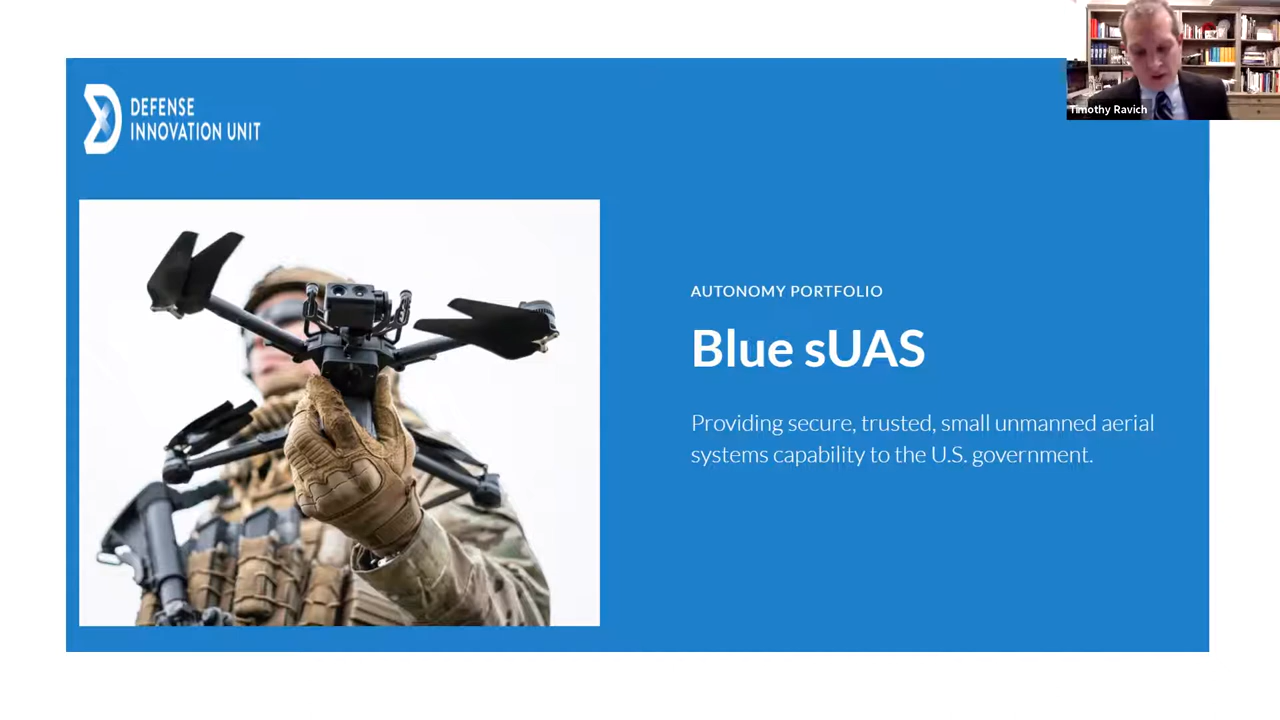 DEFENSE
INNOVATION UNIT
Timothy Ravich
AUTONOMY PORTFOLIO
Blue sUAS
Providing secure, trusted, small unmanned aerial
systems capability to the U.S. government.